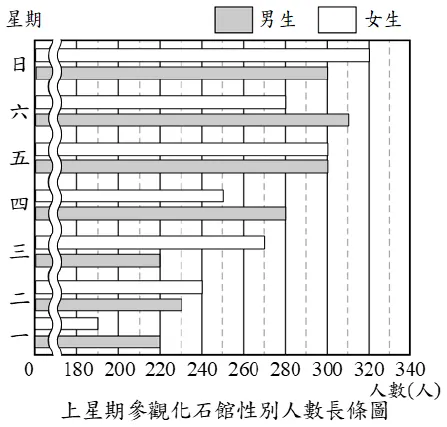 星期 男生 女生
日
六
五
四
三
二
一
0 180 200 220 240 260 280 300 320 340
人數(人)
上星期參觀化石館性別人數長條圖